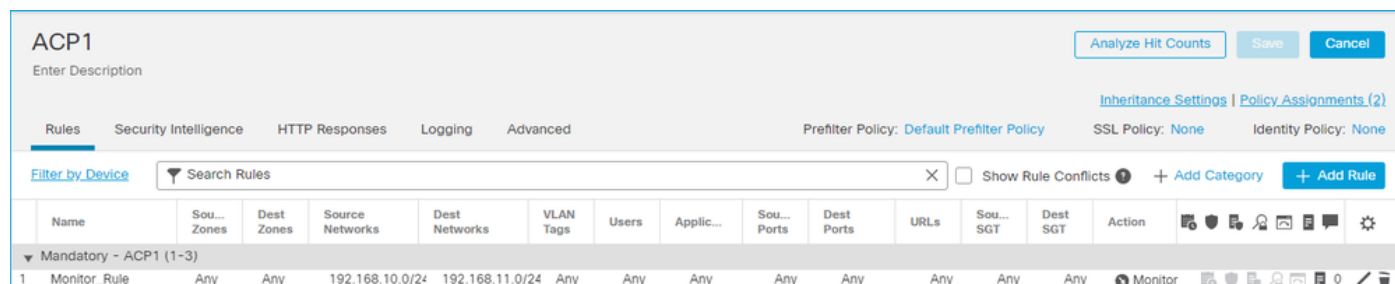 ACP1
Analyze Hit Counts Save Cancel
Enter Description
Inheritance Settings | Policy Assignments (2)
Rules Security Intelligence HTTP Responses Logging Advanced Prefilter Policy: Default Prefilter Policy SSL Policy: None Identity Policy: None
Filter by Device Search Rules Show Rule Conflicts + Add Category + Add Rule
Name Sou... Zones Dest Zones Source Networks Dest Networks VLAN Tags Users Applic... Sou... Ports Dest Ports URLs Sou... SGT Dest SGT Action
Mandatory - ACP1 (1-3)
1 Monitor_Rule Any Any 192.168.10.0/24 192.168.11.0/24 Any Any Any Any Any Any Any Any Monitor 0